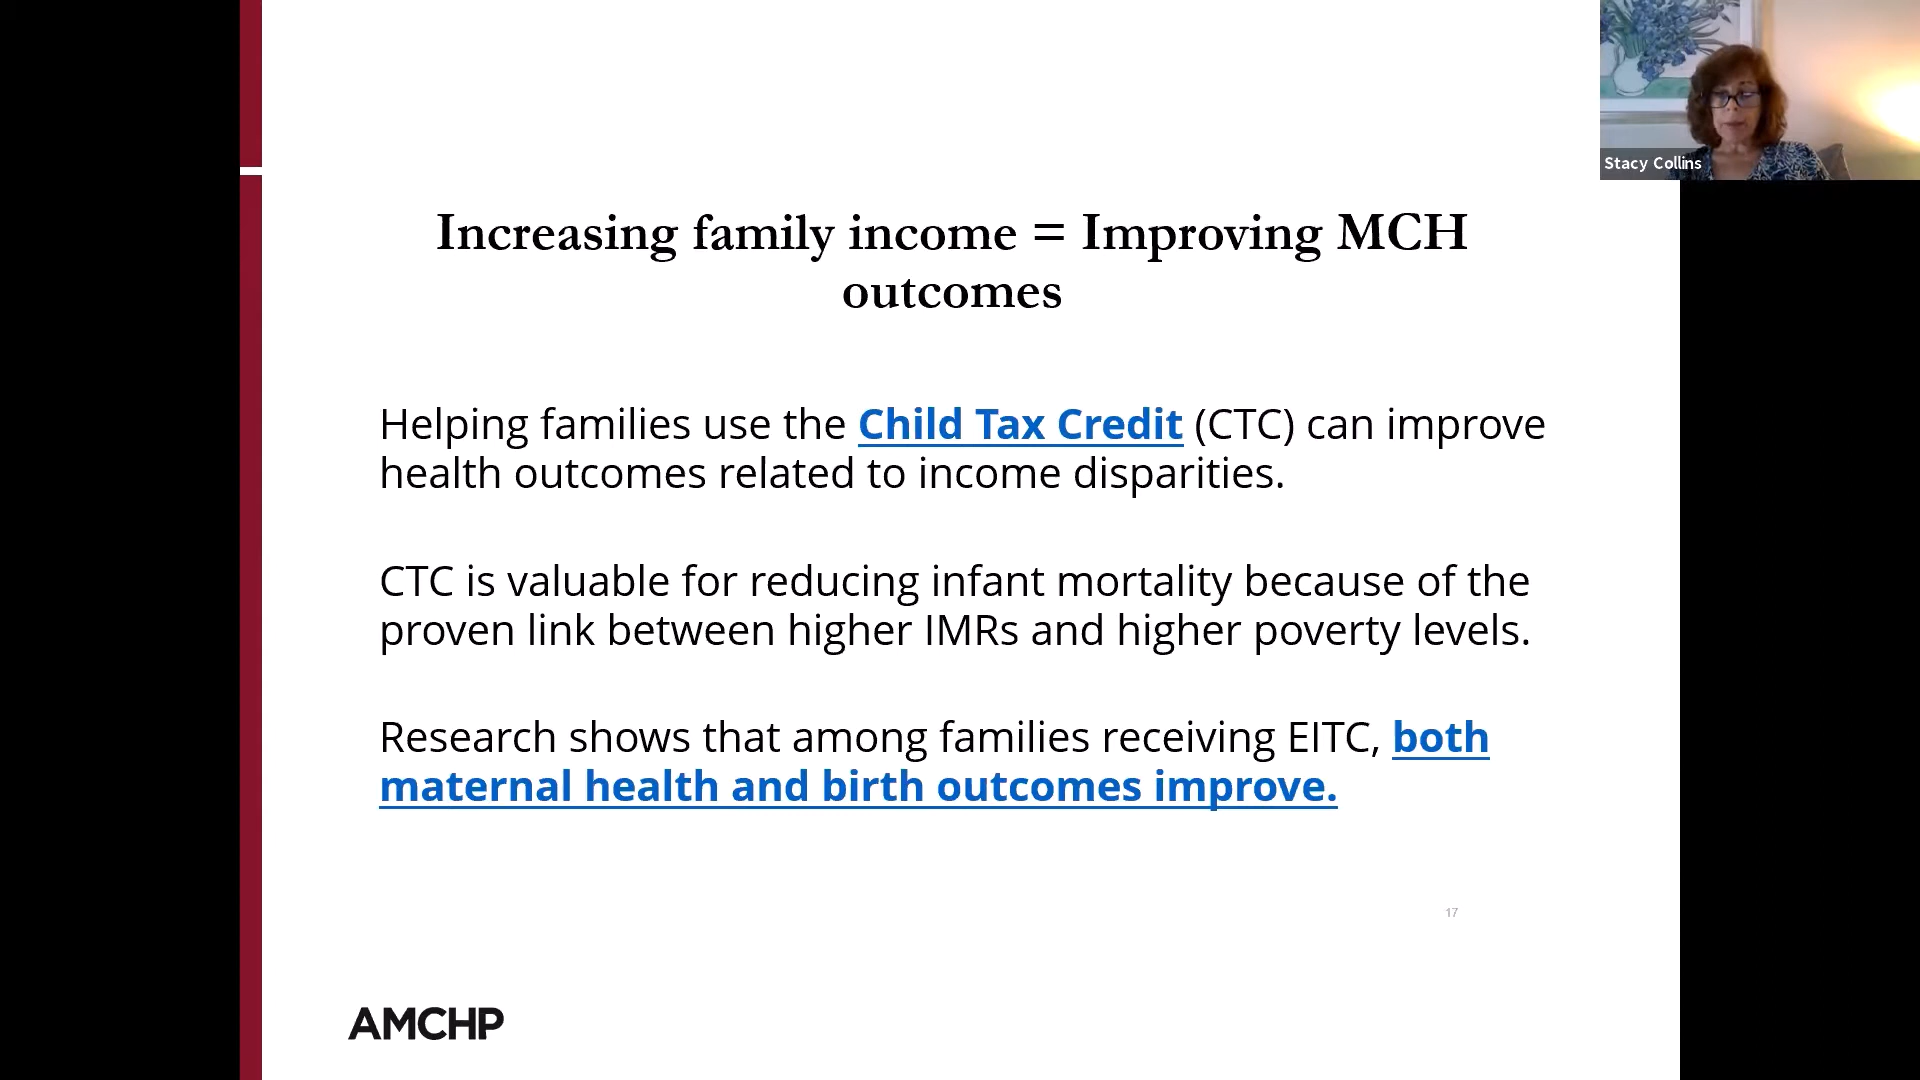 Stacy Collins
Increasing family income = Improving MCH
outcomes
Helping families use the Child Tax Credit (CTC) can improve
health outcomes related to income disparities.
CTC is valuable for reducing infant mortality because of the
proven link between higher IMRs and higher poverty levels.
Research shows that among families receiving EITC, both
maternal health and birth outcomes improve.
17
AMCHP